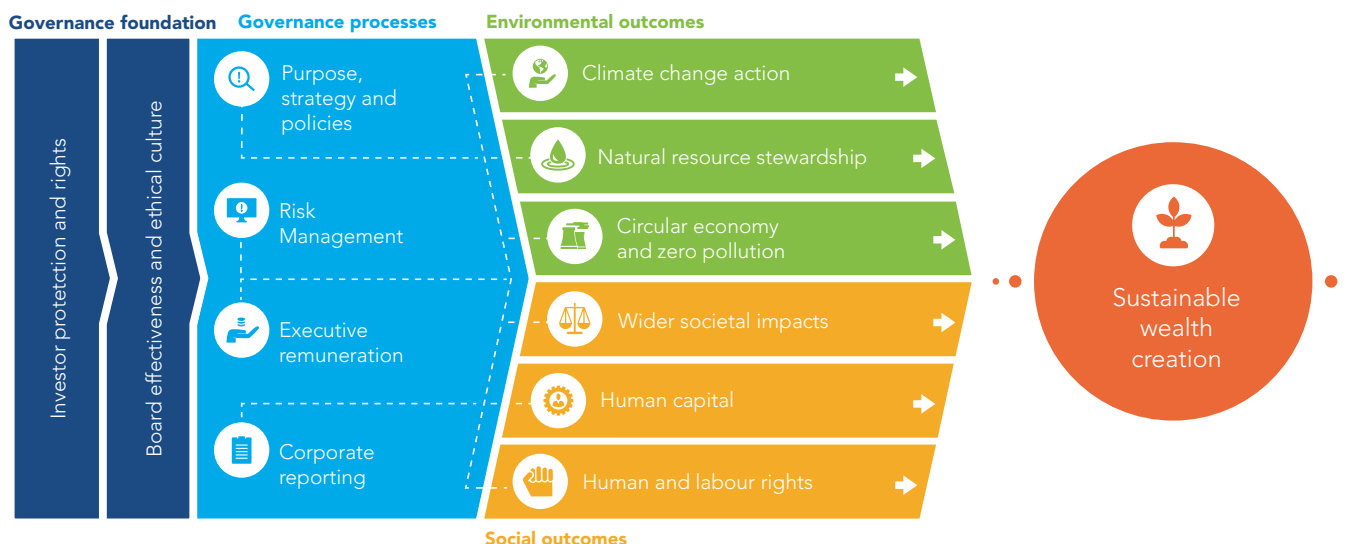 Governance foundation
Governance processes
Environmental outcomes
Investor protetction and rights
Board effectiveness and ethical culture
Purpose,
strategy and
policies
Risk
Management
Executive
remuneration
Corporate
reporting
Climate change action
Natural resource stewardship
Circular economy
and zero pollution
Wider societal impacts
Human capital
Human and labour rights
Social outcomes
Sustainable
wealth
creation